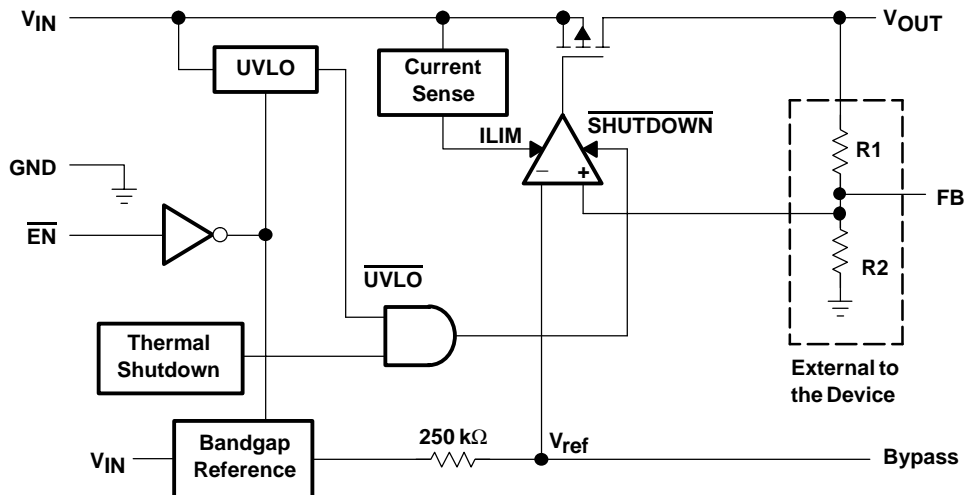 VIN
VOUT
UVLO
Current
Sense
SHUTDOWN
ILIM
GND
R1
− +
FB
EN
R2
UVLO
Thermal
Shutdown
External to
the Device
250 kΩ
Vref
VIN
Bandgap
Reference
Bypass